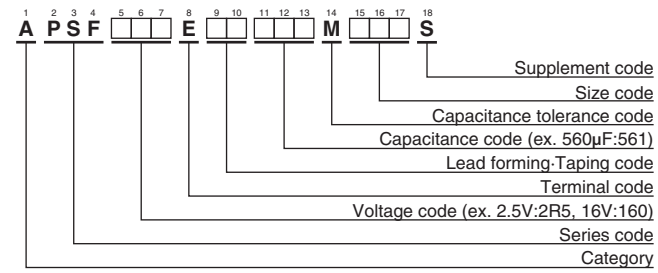 1 2 3 4 5 6 7 8 9 10 11 12 13 14 15 16 17 18
A P S F □□□ E □□ □□□ M □□□ S
Supplement code
Size code
Capacitance tolerance code
Capacitance code (ex. 560µF:561)
Lead forming·Taping code
Terminal code
Voltage code (ex. 2.5V:2R5, 16V:160)
Series code
Category